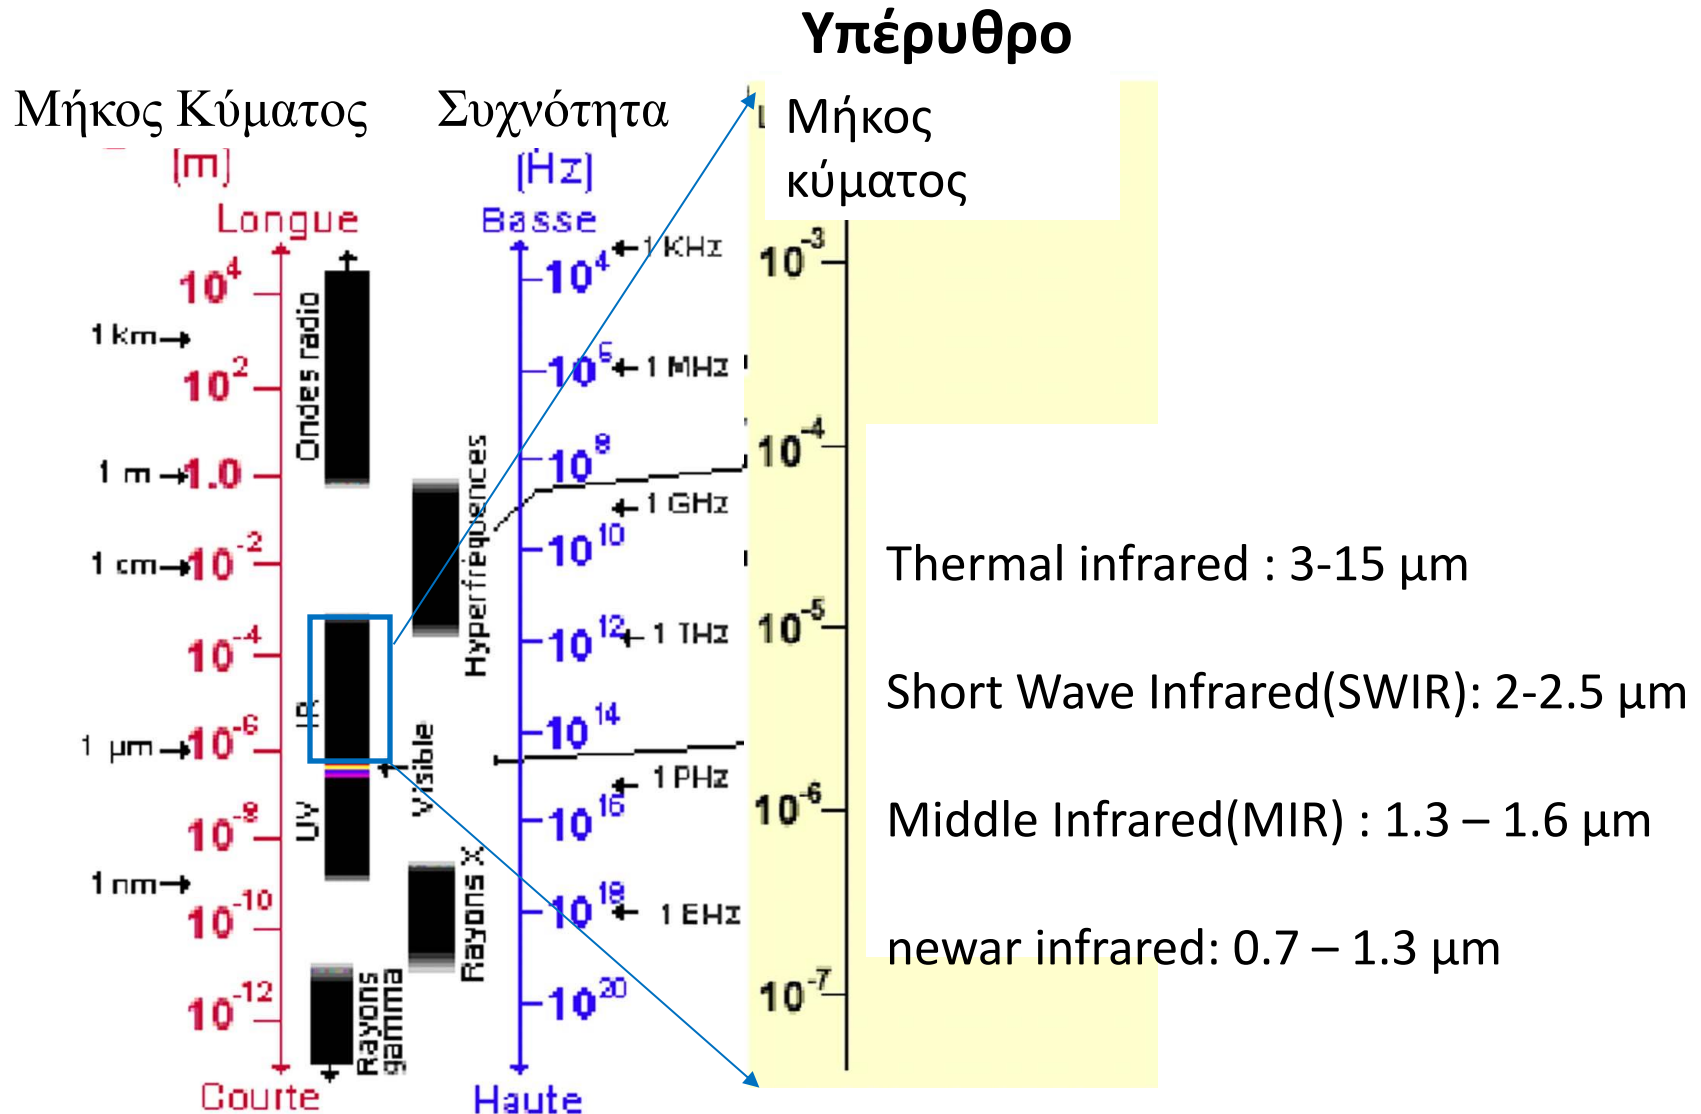 Υπέρυθρο
Μήκος Κύματος
Συχνότητα
Μήκος
κύματος
(m)
Longue
10^4
1 km
10^2
1 m
1.0
1 cm
10^-2
10^-4
1 µm
10^-6
10^-8
1 nm
10^-10
10^-12
Courte
Ondes radio
Hyperfréquences
IR
Visible
UV
Rayons X
Rayons
gamma
(Hz)
Basse
1 KHz
10^4
10^6
1 MHz
10^8
1 GHz
10^10
10^12
1 THz
10^14
1 PHz
10^16
10^18
1 EHz
10^20
Haute
10^-3
10^-4
10^-5
10^-6
10^-7
Thermal infrared : 3-15 µm
Short Wave Infrared(SWIR): 2-2.5 µm
Middle Infrared(MIR) : 1.3 – 1.6 µm
newar infrared: 0.7 – 1.3 µm